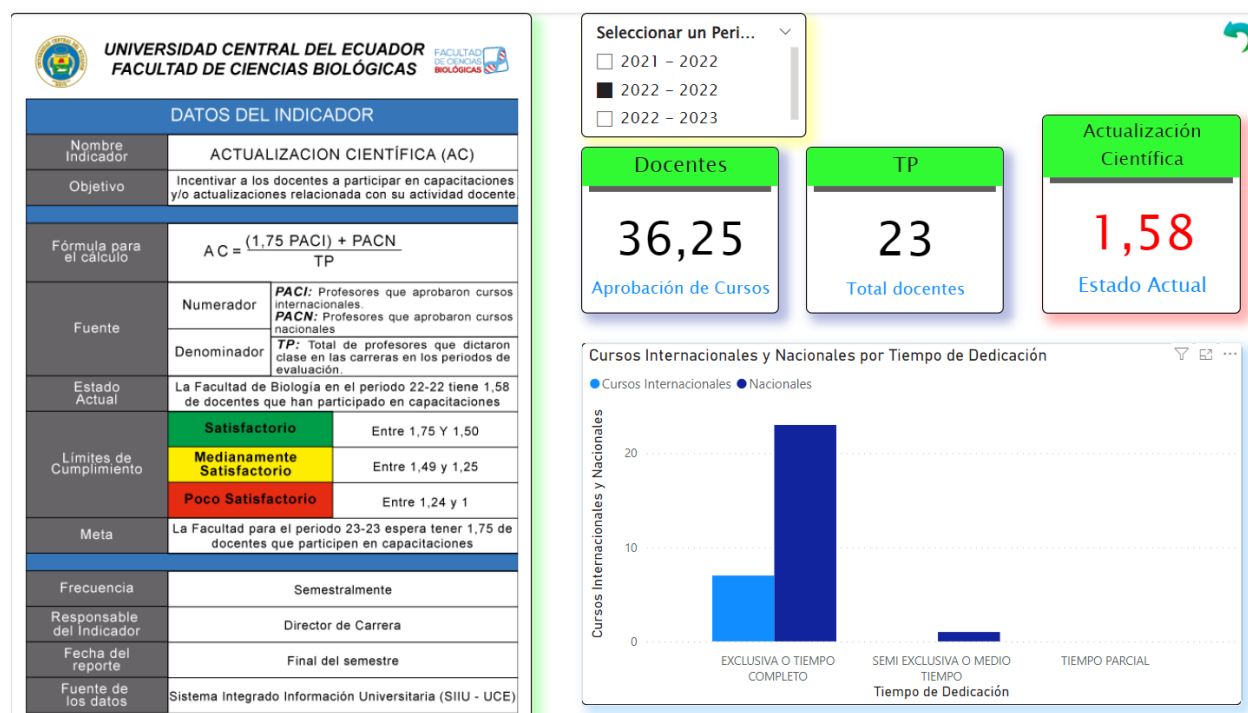 UNIVERSIDAD CENTRAL DEL ECUADOR
FACULTAD DE CIENCIAS BIOLÓGICAS
FACULTAD
DE CIENCIAS
BIOLÓGICAS
DATOS DEL INDICADOR
Nombre
Indicador
ACTUALIZACION CIENTÍFICA (AC)
Objetivo
Incentivar a los docentes a participar en capacitaciones
y/o actualizaciones relacionada con su actividad docente.
Fórmula para
el cálculo
AC = (1,75 PACI) + PACN
TP
Fuente
Numerador
PACI: Profesores que aprobaron cursos
internacionales.
PACN: Profesores que aprobaron cursos
nacionales
Denominador
TP: Total de profesores que dictaron
clase en las carreras en los periodos de
evaluación.
Estado
Actual
La Facultad de Biología en el periodo 22-22 tiene 1,58
de docentes que han participado en capacitaciones
Límites de
Cumplimiento
Satisfactorio
Entre 1,75 Y 1,50
Medianamente
Satisfactorio
Entre 1,49 y 1,25
Poco Satisfactorio
Entre 1,24 y 1
Meta
La Facultad para el periodo 23-23 espera tener 1,75 de
docentes que participen en capacitaciones
Frecuencia
Semestralmente
Responsable
del Indicador
Director de Carrera
Fecha del
reporte
Final del semestre
Fuente de
los datos
Sistema Integrado Información Universitaria (SIIU - UCE)
Seleccionar un Peri...
2021 – 2022
2022 – 2022
2022 – 2023
Docentes
36,25
Aprobación de Cursos
TP
23
Total docentes
Actualización
Científica
1,58
Estado Actual
Cursos Internacionales y Nacionales por Tiempo de Dedicación
Cursos Internacionales Nacionales
Cursos Internacionales y Nacionales
20
10
0
EXCLUSIVA O TIEMPO
COMPLETO
SEMI EXCLUSIVA O MEDIO
TIEMPO
TIEMPO PARCIAL
Tiempo de Dedicación